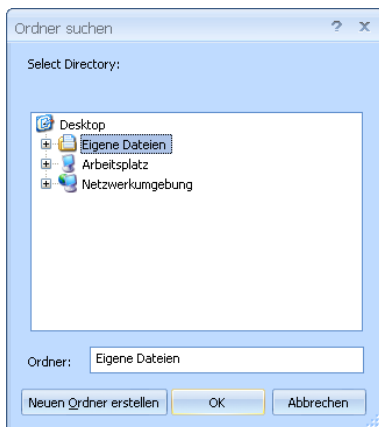 Ordner suchen
Select Directory:
Desktop
Eigene Dateien
Arbeitsplatz
Netzwerkumgebung
Ordner: Eigene Dateien
Neuen Ordner erstellen OK Abbrechen